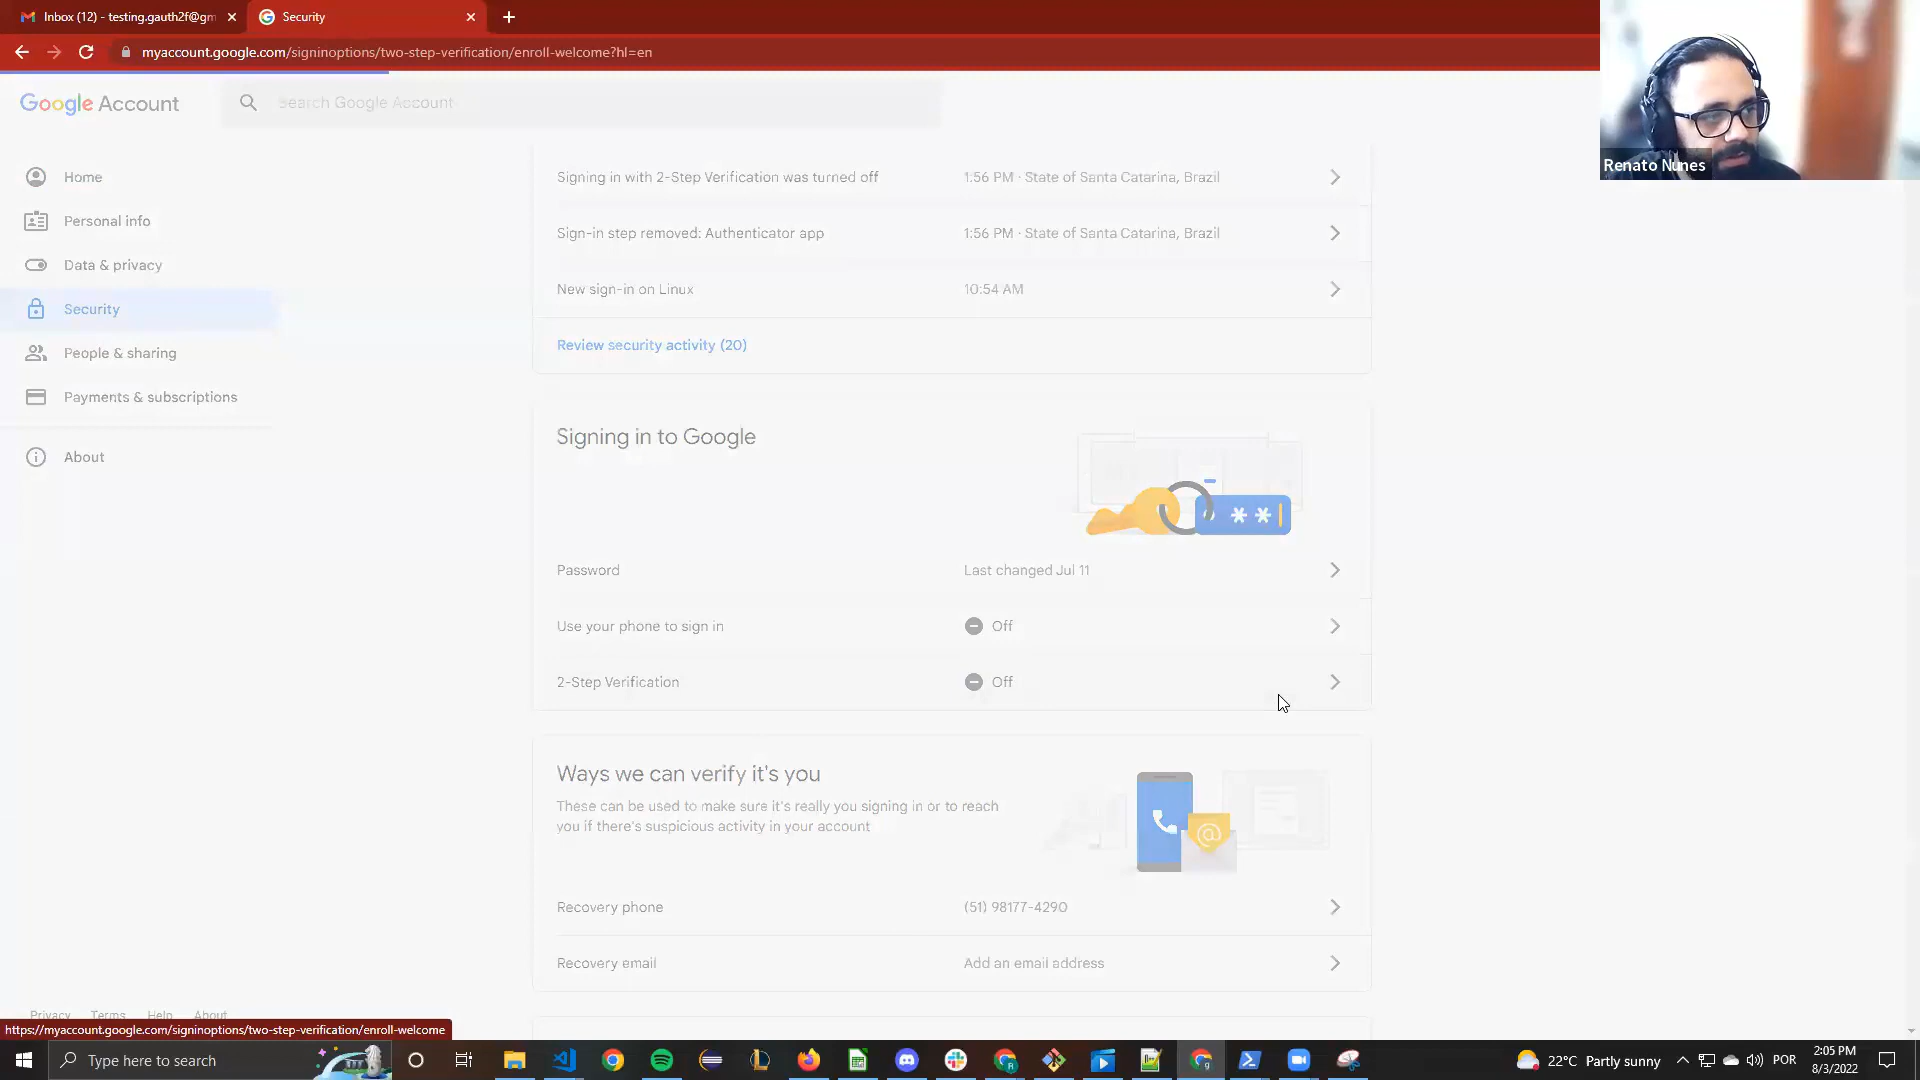 Inbox (12) - testing.gauth2f@gm
Security
myaccount.google.com/signinoptions/two-step-verification/enroll-welcome?hl=en
Google Account
Search Google Account
Renato Nunes
Home
Personal info
Data & privacy
Security
People & sharing
Payments & subscriptions
About
Signing in with 2-Step Verification was turned off
1:56 PM · State of Santa Catarina, Brazil
Sign-in step removed: Authenticator app
1:56 PM · State of Santa Catarina, Brazil
New sign-in on Linux
10:54 AM
Review security activity (20)
Signing in to Google
**
Password
Last changed Jul 11
Use your phone to sign in
Off
2-Step Verification
Off
Ways we can verify it's you
These can be used to make sure it's really you signing in or to reach
you if there's suspicious activity in your account
@
Recovery phone
(51) 98177-4290
Recovery email
Add an email address
Privacy Terms Help About
https://myaccount.google.com/signinoptions/two-step-verification/enroll-welcome
Type here to search
22°C Partly sunny
POR
2:05 PM
8/3/2022